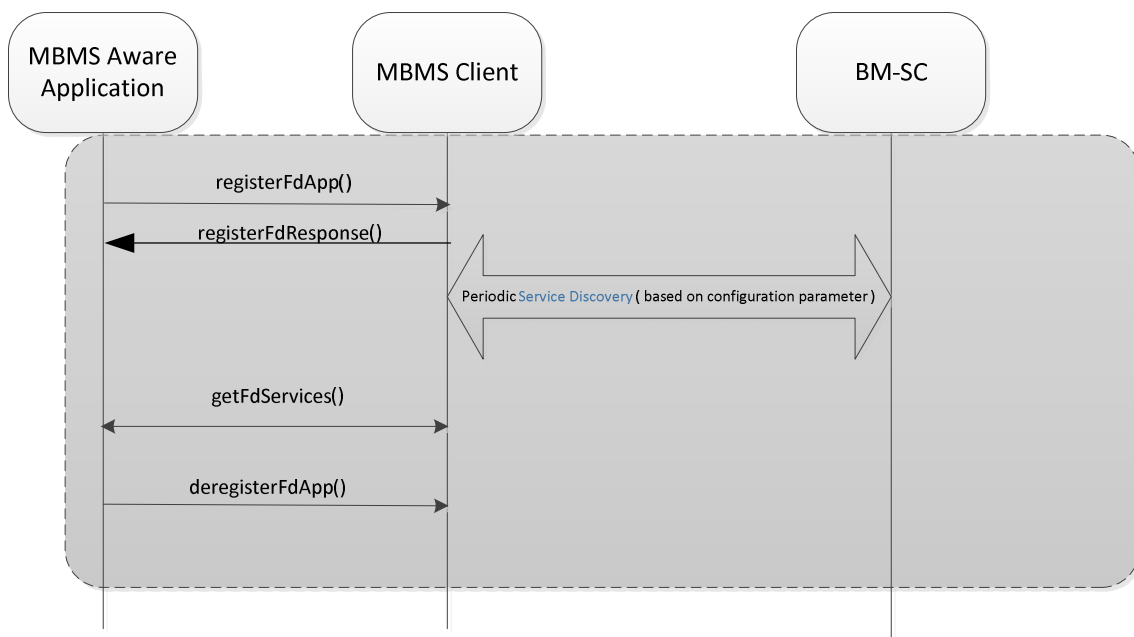 MBMS Aware
Application
MBMS Client
BM-SC
registerFdApp()
registerFdResponse()
Periodic Service Discovery ( based on configuration parameter )
getFdServices()
deregisterFdApp()